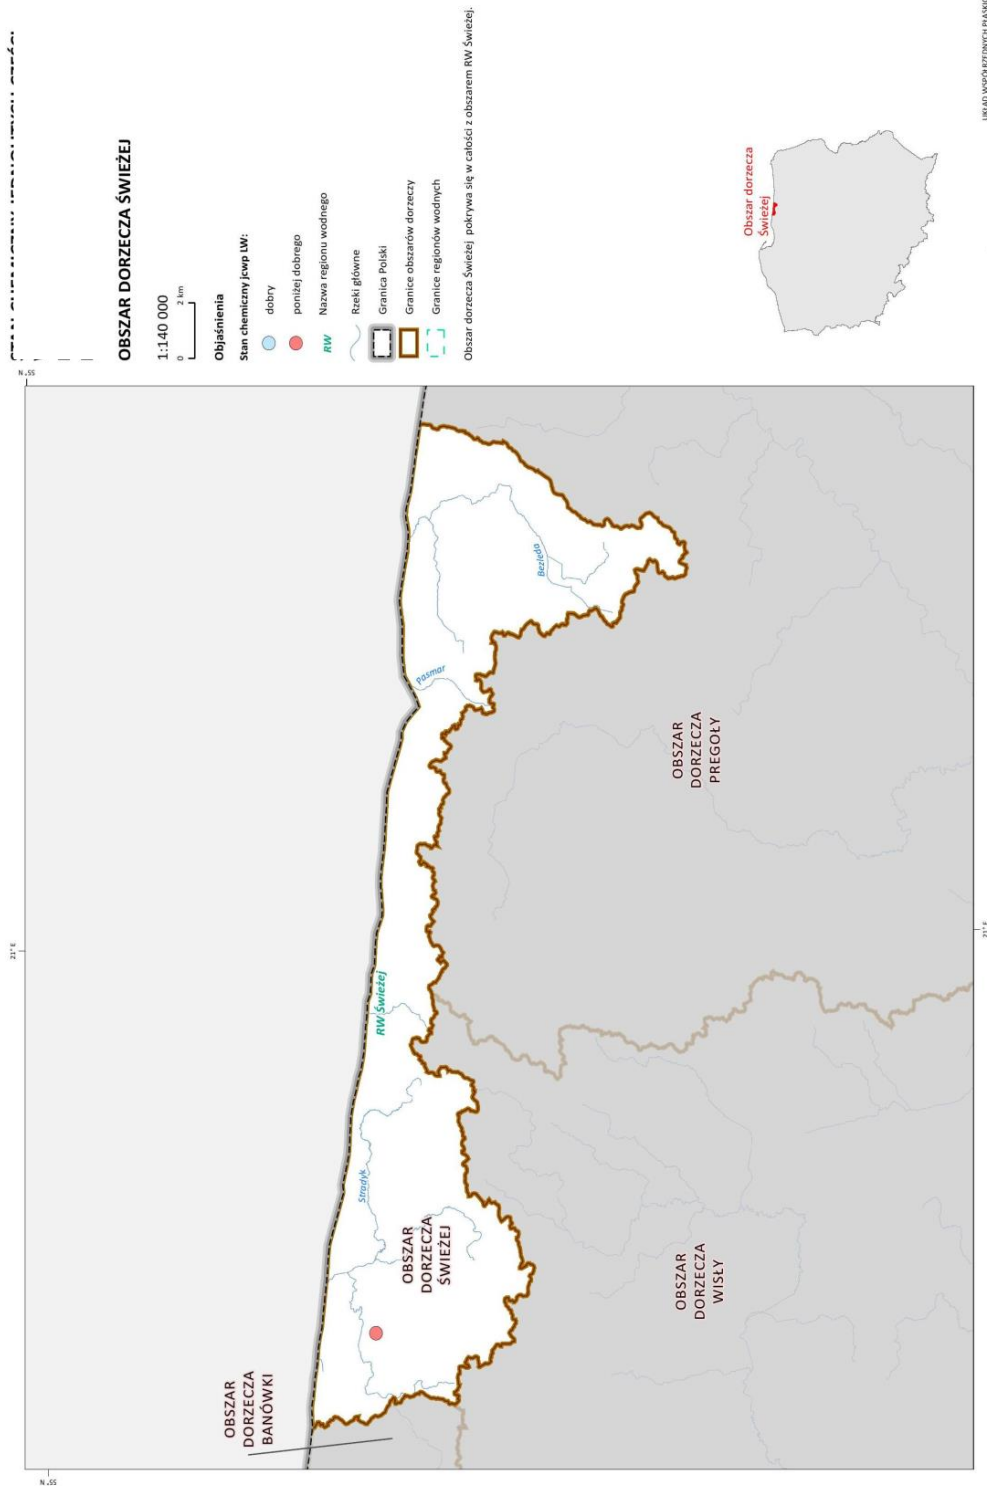 OBSZAR DORZECZA ŚWIEŻEJ
1:140 000
0 2 km
Objaśnienia
Stan chemiczny jcwp LW:
dobry
poniżej dobrego
RW Nazwa regionu wodnego
Rzeki główne
Granica Polski
Granice obszarów dorzeczy
Granice regionów wodnych
Obszar dorzecza Świeżej pokrywa się w całości z obszarem RW Świeżej.
Obszar dorzecza
Świeżej
UKŁAD WSPÓŁRZĘDNYCH PŁASKIC
N .55
N .55
21° E
21° E
OBSZAR
DORZECZA
BANÓWKI
OBSZAR
DORZECZA
ŚWIEŻEJ
OBSZAR
DORZECZA
WISŁY
OBSZAR
DORZECZA
PREGOŁY
RW Świeżej
Stradyk
Pasmar
Bezleda